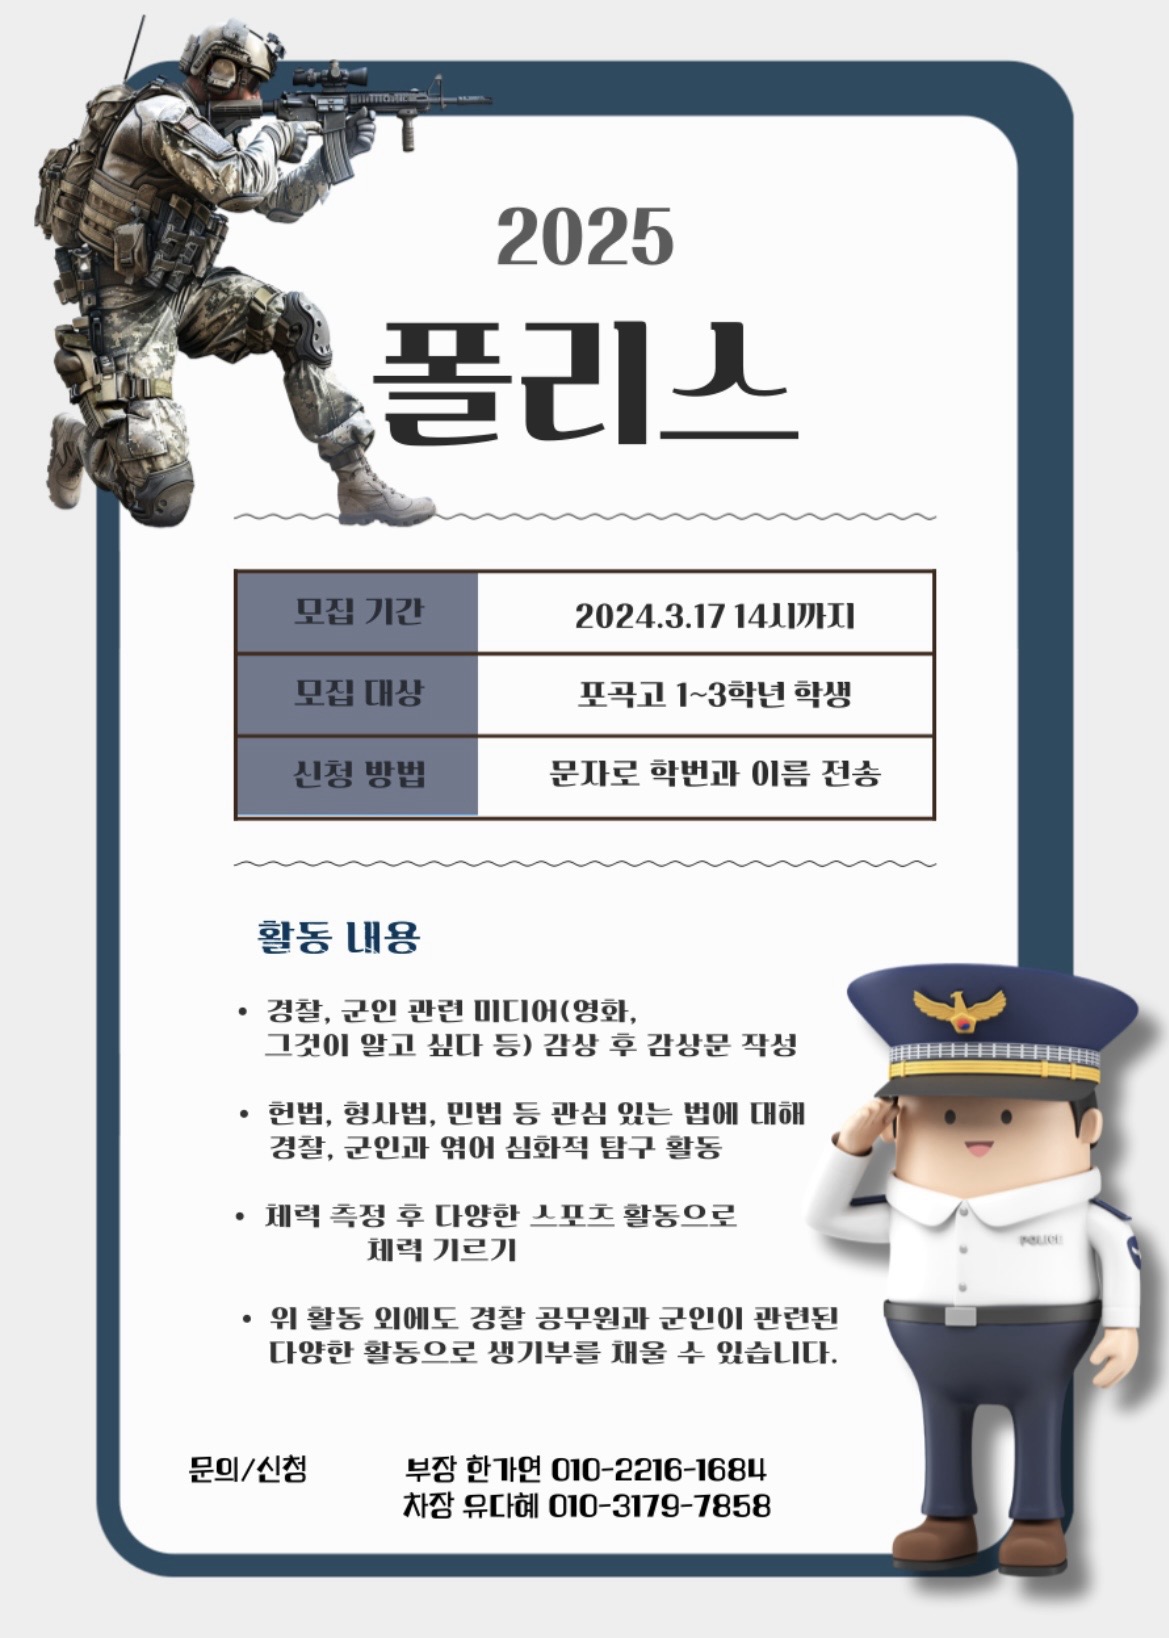 2025
폴리스
모집 기간
2024.3.17 14시까지
모집 대상
포곡고 1~3학년 학생
신청 방법
문자로 학번과 이름 전송
활동 내용
• 경찰, 군인 관련 미디어(영화,
그것이 알고 싶다 등) 감상 후 감상문 작성
• 헌법, 형사법, 민법 등 관심 있는 법에 대해
경찰, 군인과 엮어 심화적 탐구 활동
• 체력 측정 후 다양한 스포츠 활동으로
체력 기르기
• 위 활동 외에도 경찰 공무원과 군인이 관련된
다양한 활동으로 생기부를 채울 수 있습니다.
POLICE
문의/신청
부장 한가연 010-2216-1684
차장 유다혜 010-3179-7858